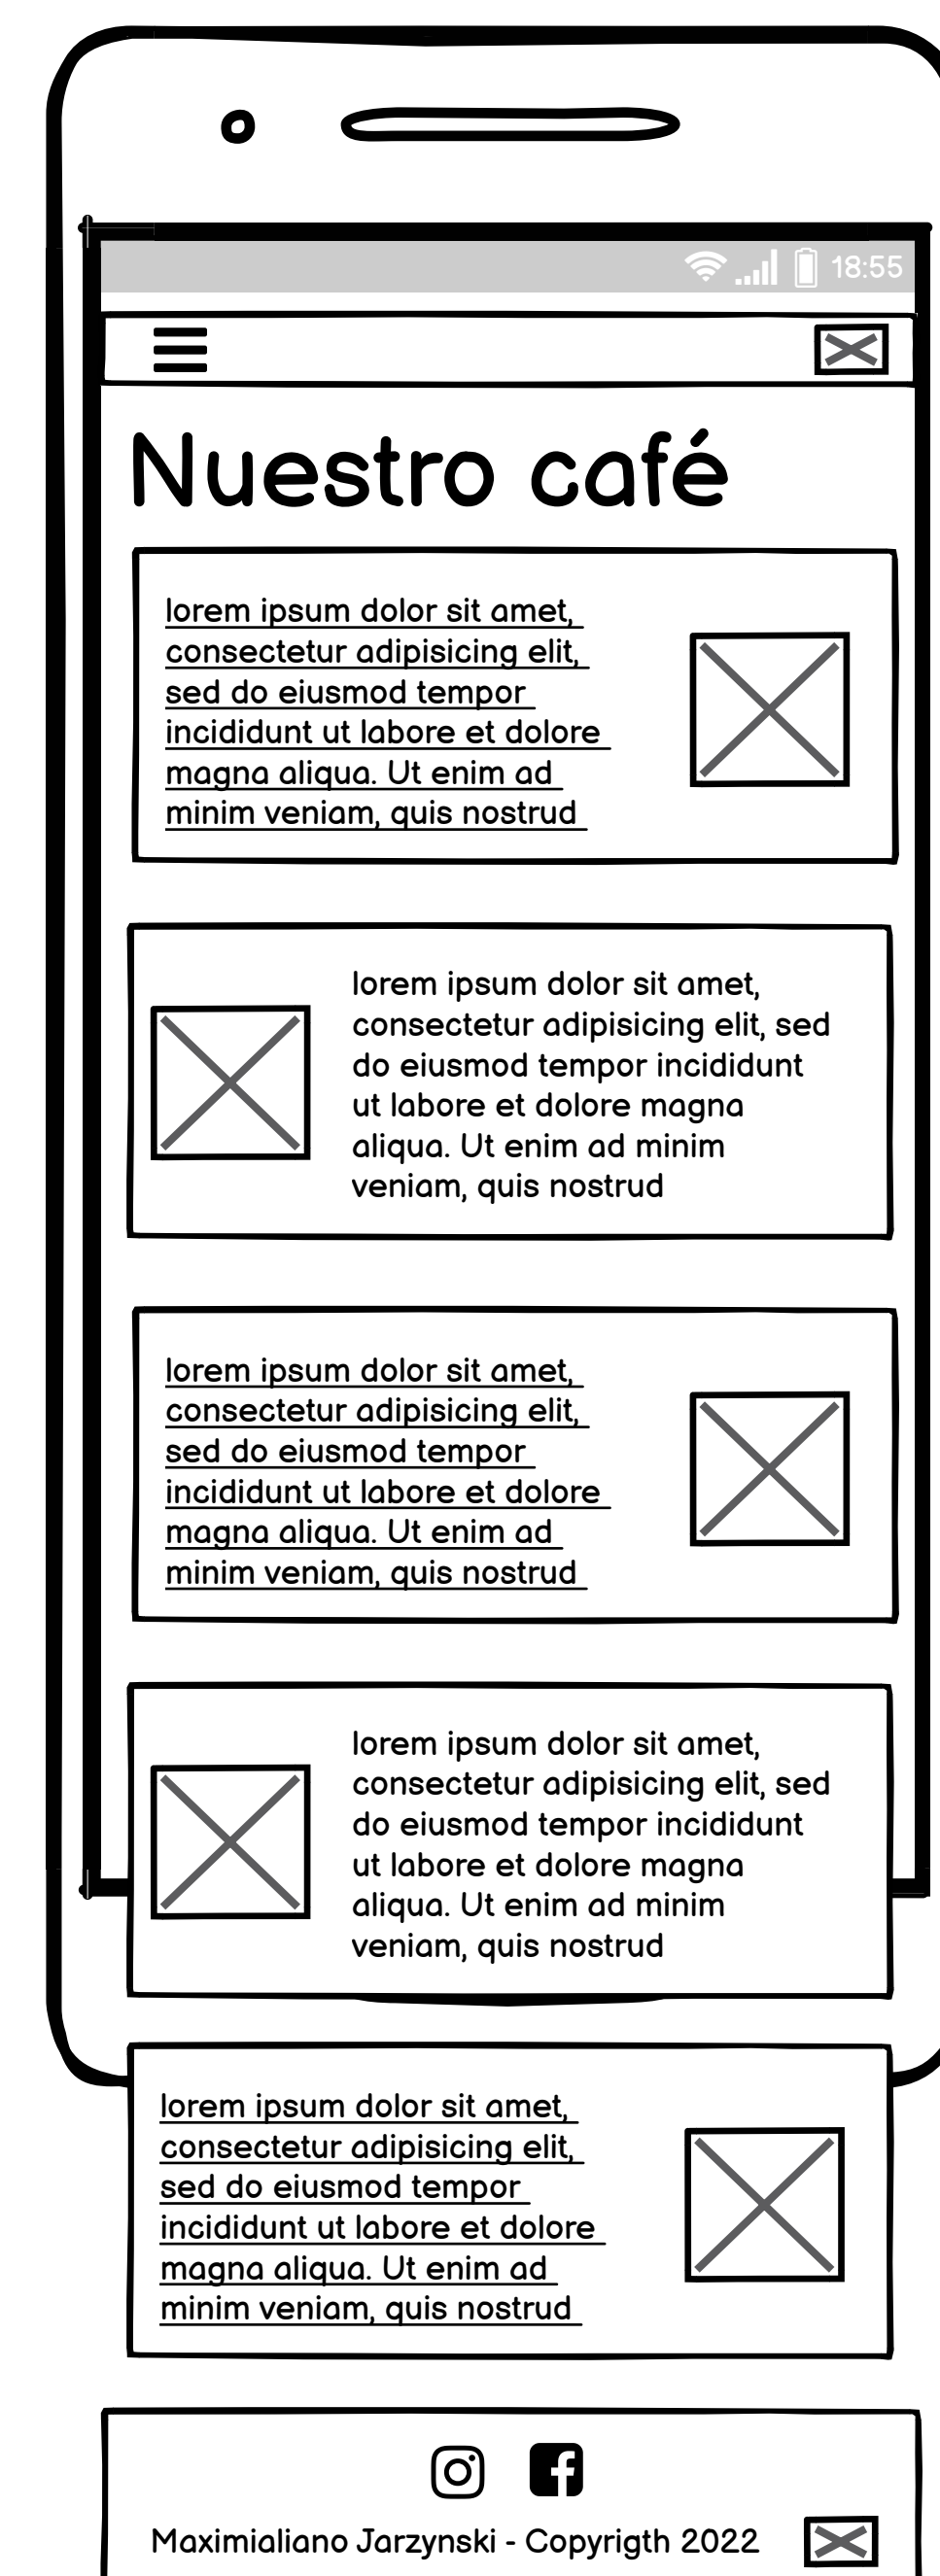 18:55
Nuestro café
lorem ipsum dolor sit amet,
consectetur adipisicing elit,
sed do eiusmod tempor
incididunt ut labore et dolore
magna aliqua. Ut enim ad
minim veniam, quis nostrud
lorem ipsum dolor sit amet,
consectetur adipisicing elit, sed
do eiusmod tempor incididunt
ut labore et dolore magna
aliqua. Ut enim ad minim
veniam, quis nostrud
lorem ipsum dolor sit amet,
consectetur adipisicing elit,
sed do eiusmod tempor
incididunt ut labore et dolore
magna aliqua. Ut enim ad
minim veniam, quis nostrud
lorem ipsum dolor sit amet,
consectetur adipisicing elit, sed
do eiusmod tempor incididunt
ut labore et dolore magna
aliqua. Ut enim ad minim
veniam, quis nostrud
lorem ipsum dolor sit amet,
consectetur adipisicing elit,
sed do eiusmod tempor
incididunt ut labore et dolore
magna aliqua. Ut enim ad
minim veniam, quis nostrud
Maximialiano Jarzynski - Copyrigth 2022